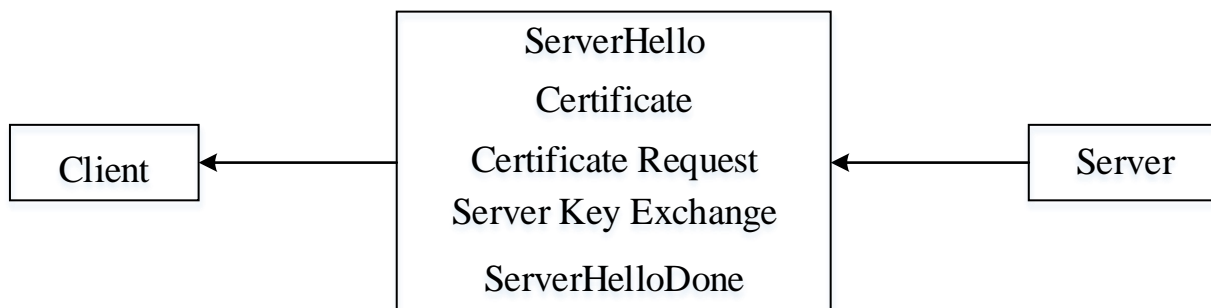 ServerHello
Certificate
Client
Certificate Request
Server
Server Key Exchange
ServerHelloDone